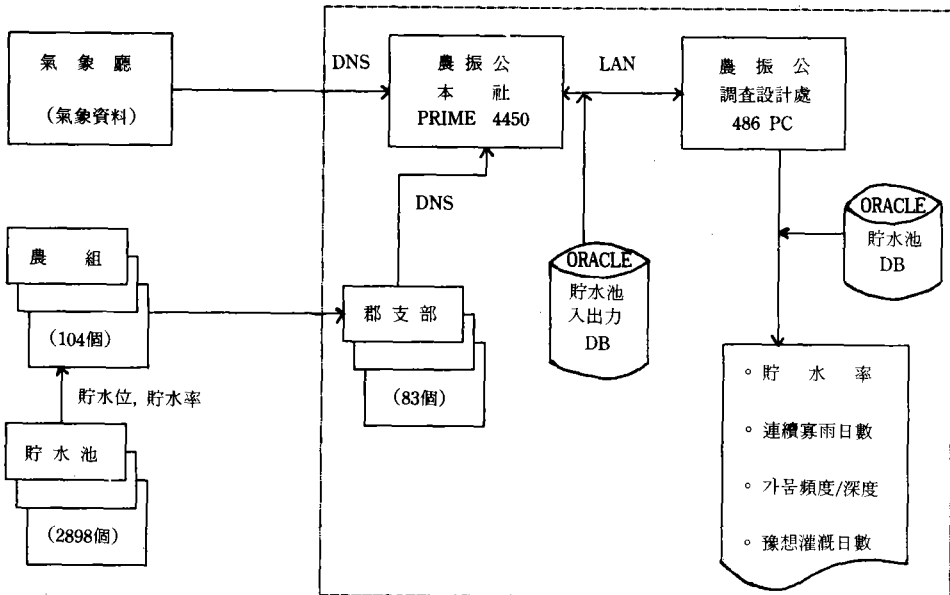 氣象廳
(氣象資料)
DNS
農振公
本社
PRIME 4450
LAN
農振公
調査設計處
486 PC
DNS
農組
(104個)
貯水位, 貯水率
貯水池
(2898個)
郡支部
(83個)
ORACLE
貯水池
入出力
DB
ORACLE
貯水池
DB
◦ 貯水率
◦ 連續寡雨日數
◦ 가뭄頻度/深度
◦ 豫想灌漑日數